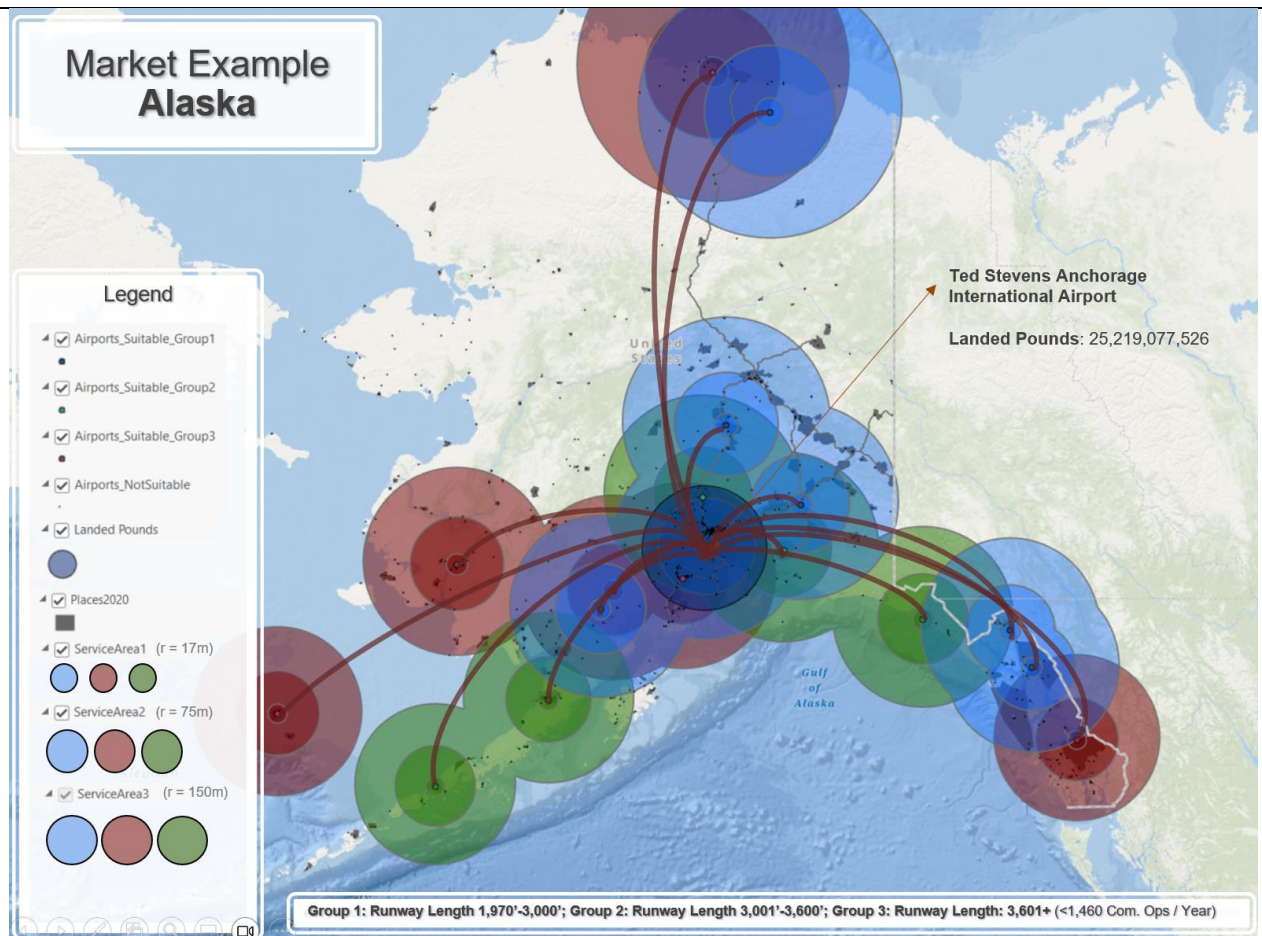 Market Example
Alaska
Legend
Airports_Suitable_Group1
Airports_Suitable_Group2
Airports_Suitable_Group3
Airports_NotSuitable
Landed Pounds
Places2020
ServiceArea1 (r = 17m)
ServiceArea2 (r = 75m)
ServiceArea3 (r = 150m)
United
States
Ted Stevens Anchorage
International Airport
Landed Pounds: 25,219,077,526
Gulf
of
Alaska
Group 1: Runway Length 1,970’-3,000’; Group 2: Runway Length 3,001’-3,600’; Group 3: Runway Length: 3,601+ (<1,460 Com. Ops / Year)